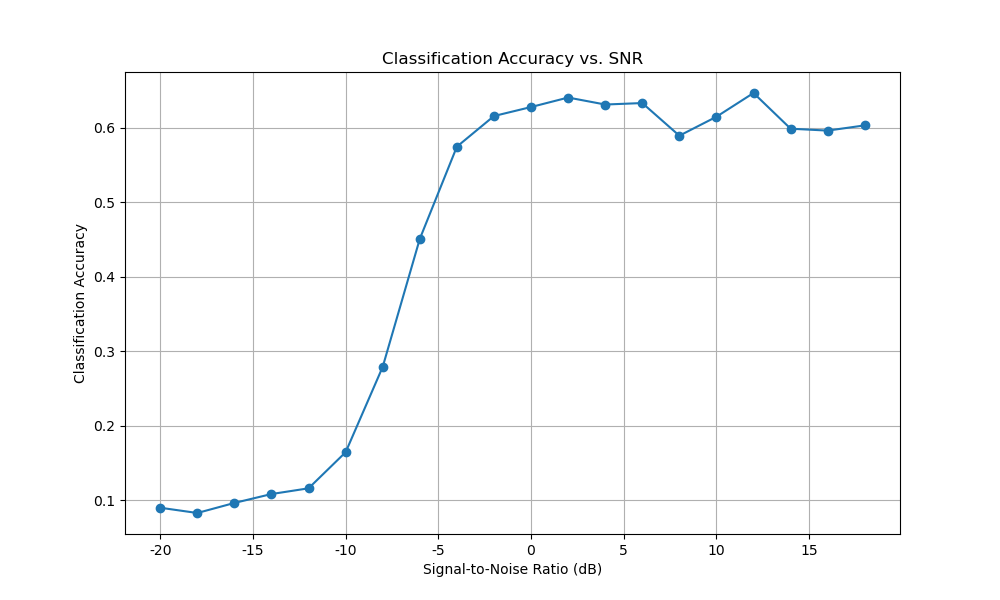 Classification Accuracy vs. SNR
Classification Accuracy
0.6
0.5
0.4
0.3
0.2
0.1
-20 -15 -10 -5 0 5 10 15
Signal-to-Noise Ratio (dB)